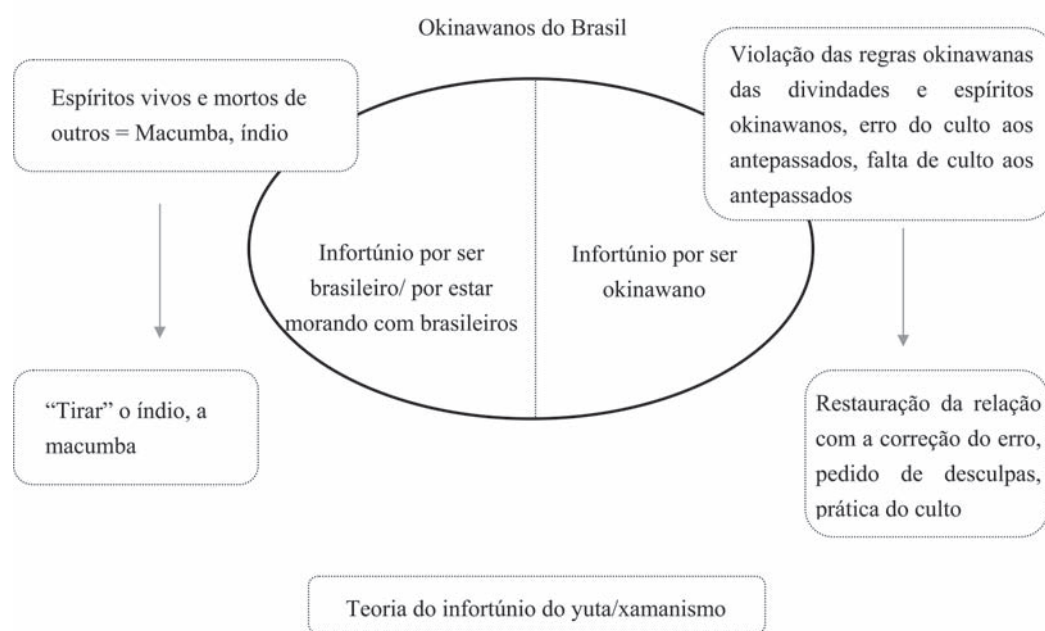 Okinawanos do Brasil
Espíritos vivos e mortos de
outros = Macumba, índio
Violação das regras okinawanas
das divindades e espíritos
okinawanos, erro do culto aos
antepassados, falta de culto aos
antepassados
Infortúnio por ser
brasileiro/ por estar
morando com brasileiros
Infortúnio por ser
okinawano
“Tirar” o índio, a
macumba
Restauração da relação
com a correção do erro,
pedido de desculpas,
prática do culto
Teoria do infortúnio do yuta/xamanismo